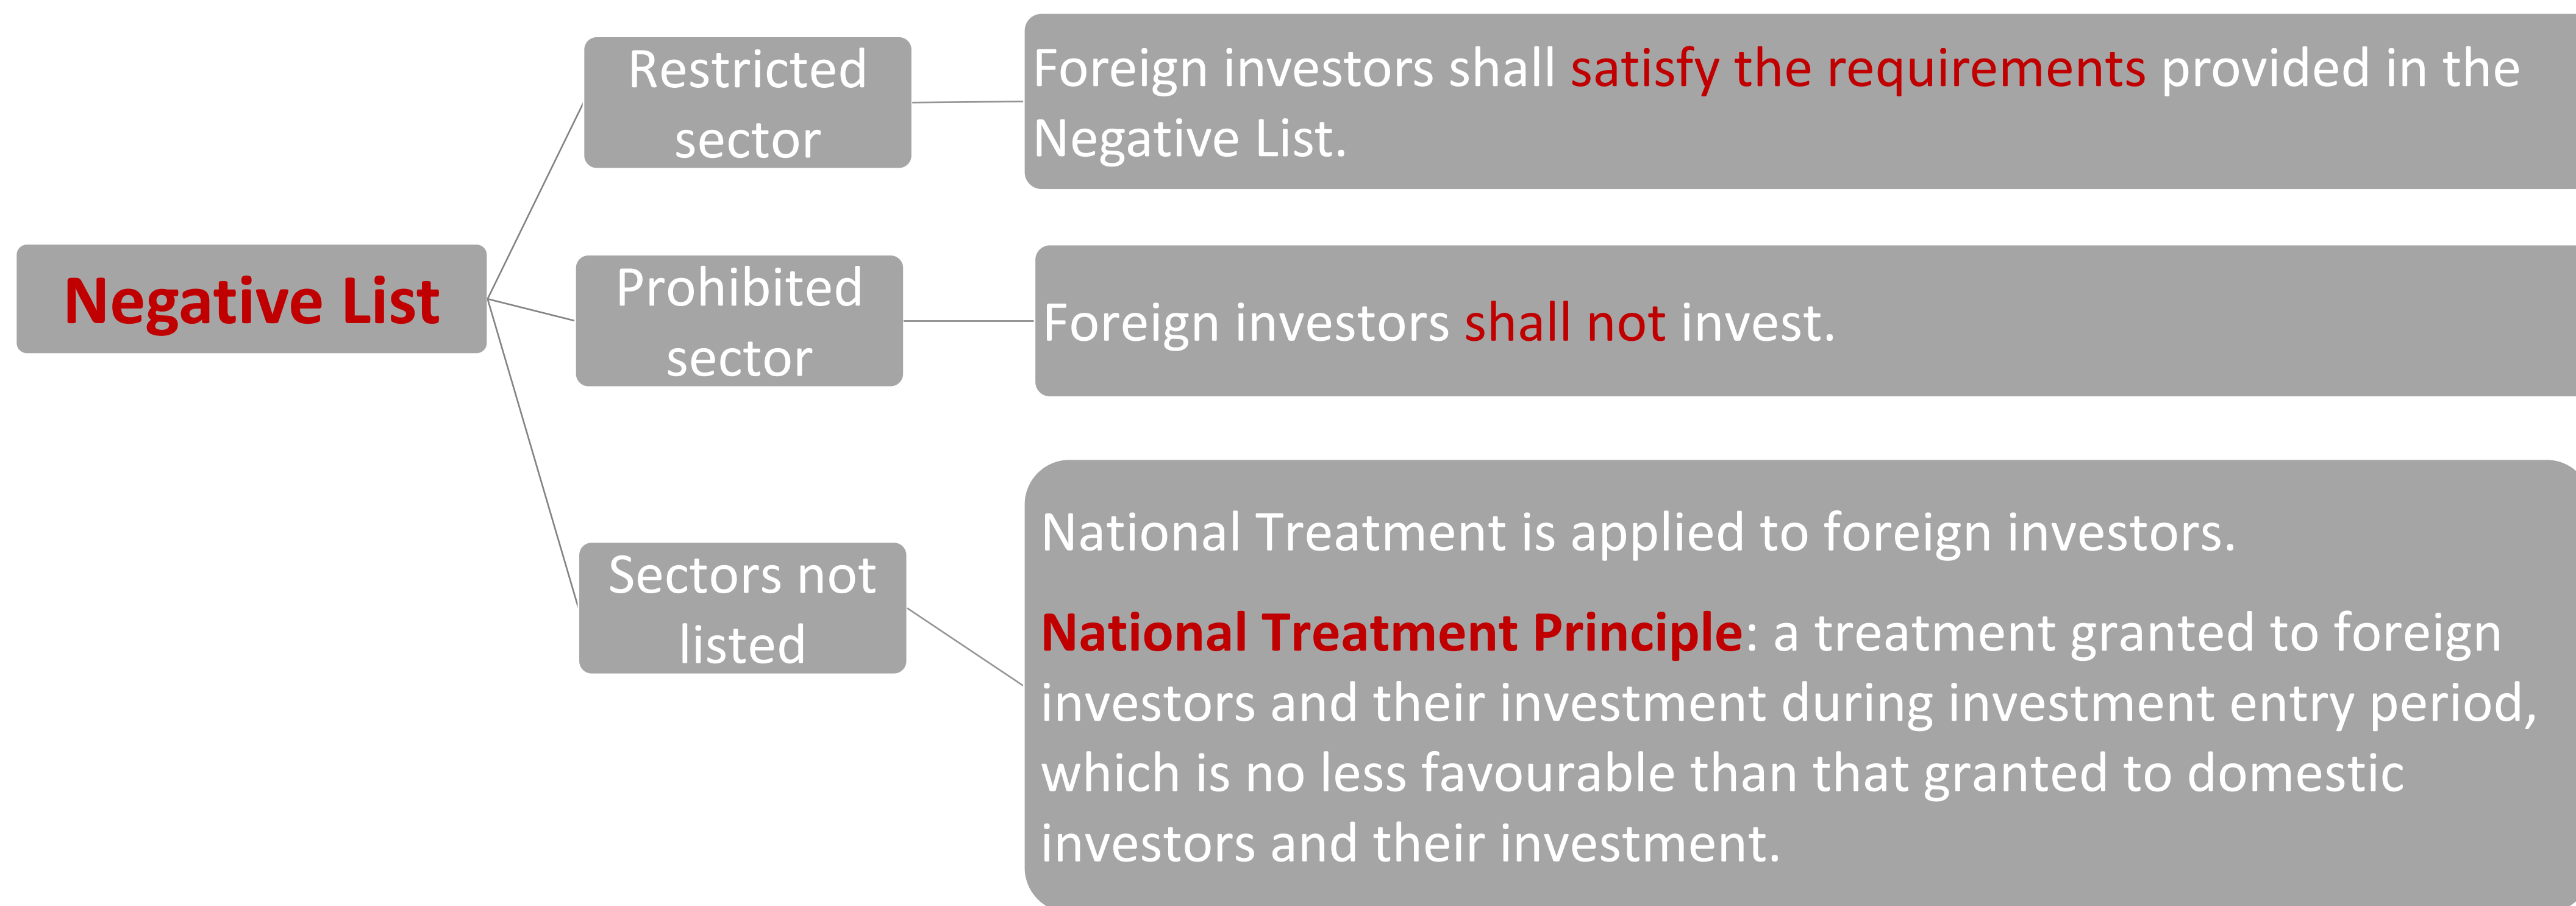 Negative List
Restricted
sector
Foreign investors shall satisfy the requirements provided in the
Negative List.
Prohibited
sector
Foreign investors shall not invest.
Sectors not
listed
National Treatment is applied to foreign investors.
National Treatment Principle: a treatment granted to foreign
investors and their investment during investment entry period,
which is no less favourable than that granted to domestic
investors and their investment.